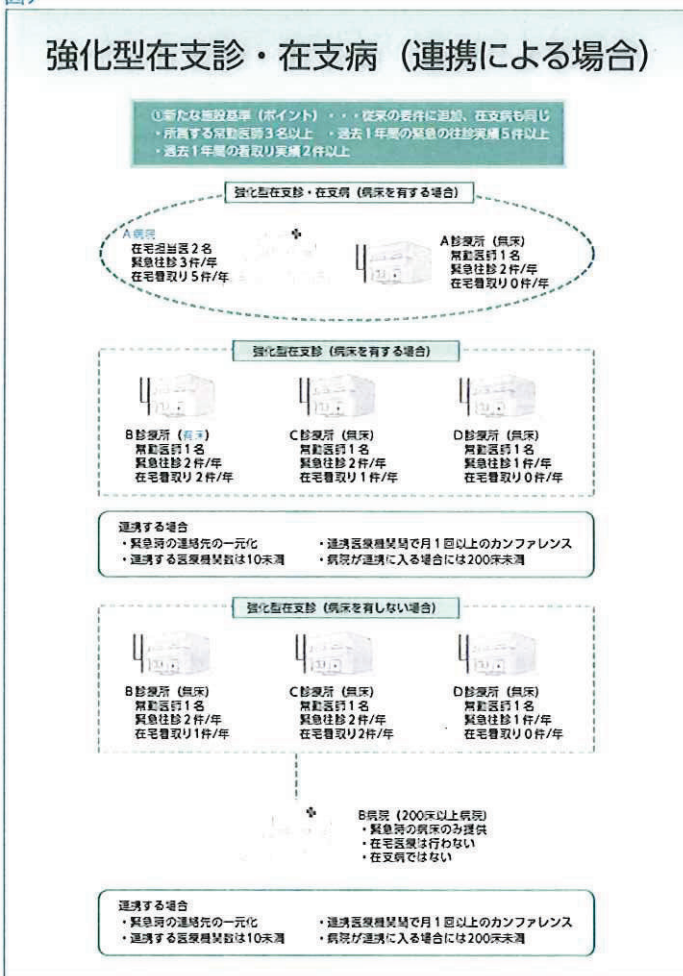 強化型在支診・在支病（連携による場合）
①新たな施設基準（ポイント）・・・従来の要件に追加、在支病も同じ
・所属する常勤医師3名以上　・過去1年間の緊急の往診実績5件以上
・過去1年間の看取り実績2件以上
強化型在支診・在支病（病床を有する場合）
A病院
在宅担当医2名
緊急往診3件/年
在宅看取り5件/年
A診療所（無床）
常勤医師1名
緊急往診2件/年
在宅看取り0件/年
強化型在支診（病床を有する場合）
B診療所（有床）
常勤医師1名
緊急往診2件/年
在宅看取り2件/年
C診療所（無床）
常勤医師1名
緊急往診2件/年
在宅看取り1件/年
D診療所（無床）
常勤医師1名
緊急往診1件/年
在宅看取り0件/年
連携する場合
・緊急時の連絡先の一元化　・連携医療機関間で月1回以上のカンファレンス
・連携する医療機関数は10未満　・病院が連携に入る場合には200床未満
強化型在支診（病床を有しない場合）
B診療所（無床）
常勤医師1名
緊急往診2件/年
在宅看取り1件/年
C診療所（無床）
常勤医師1名
緊急往診2件/年
在宅看取り2件/年
D診療所（無床）
常勤医師1名
緊急往診1件/年
在宅看取り0件/年
B病院（200床以上病院）
・緊急時の病床のみ提供
・在宅医療は行わない
・在支病ではない
連携する場合
・緊急時の連絡先の一元化　・連携医療機関間で月1回以上のカンファレンス
・連携する医療機関数は10未満　・病院が連携に入る場合には200床未満